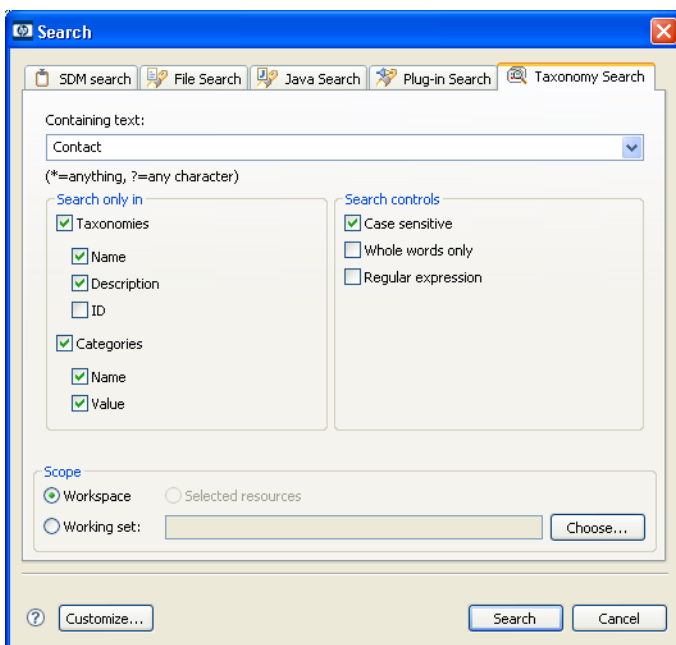 Search
SDM search File Search Java Search Plug-in Search Taxonomy Search
Containing text:
Contact
(*=anything, ?=any character)
Search only in
Taxonomies
Name
Description
ID
Categories
Name
Value
Search controls
Case sensitive
Whole words only
Regular expression
Scope
Workspace Selected resources
Working set: Choose...
? Customize... Search Cancel